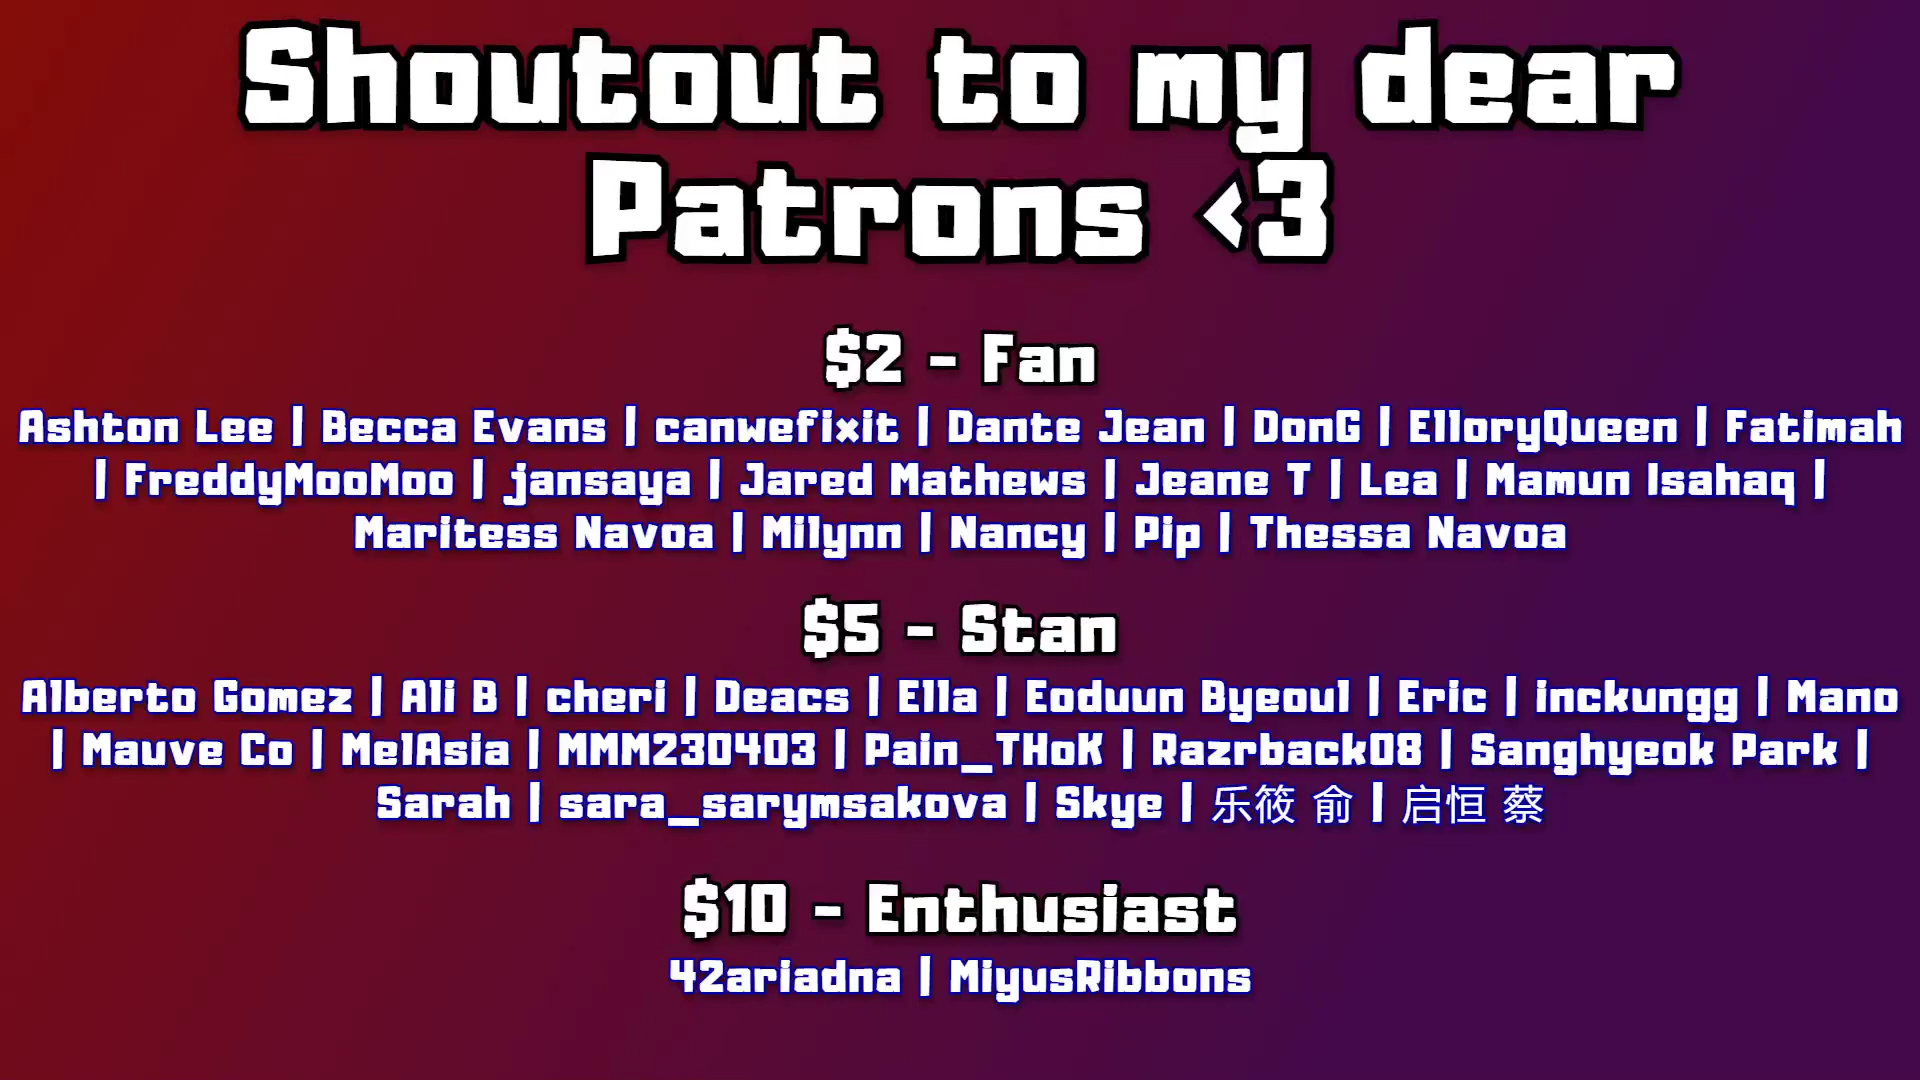 Shoutout to my dear
Patrons <3
$2 - Fan
Ashton Lee | Becca Evans | canwefixit | Dante Jean | DonG | ElloryQueen | Fatimah
| FreddyMooMoo | jansaya | Jared Mathews | Jeane T | Lea | Mamun Isahaq |
Maritess Navoa | Milynn | Nancy | Pip | Thessa Navoa
$5 - Stan
Alberto Gomez | Ali B | cheri | Deacs | Ella | Eoduun Byeoul | Eric | inckungg | Mano
| Mauve Co | MelAsia | MMM230403 | Pain_THoK | Razrback08 | Sanghyeok Park |
Sarah | sara_sarymsakova | Skye | 乐筱 俞 | 启恒 蔡
$10 - Enthusiast
42ariadna | MiyusRibbons